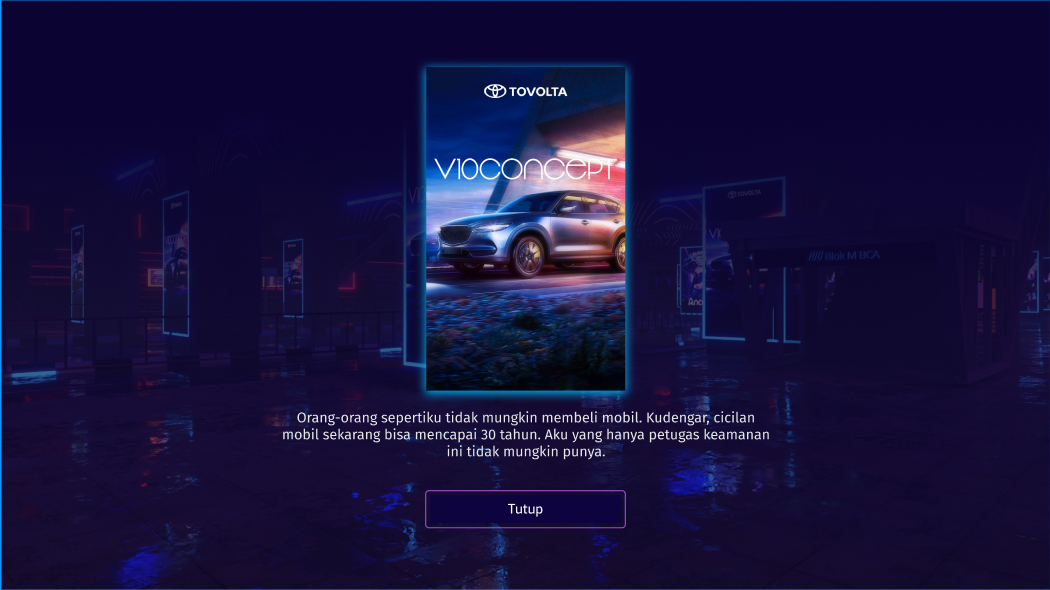 TOVOLTA
V10CONCEPT
TOVOLTA
Blok M BCA
Orang-orang sepertiku tidak mungkin membeli mobil. Kudengar, cicilan
mobil sekarang bisa mencapai 30 tahun. Aku yang hanya petugas keamanan
ini tidak mungkin punya.
Tutup